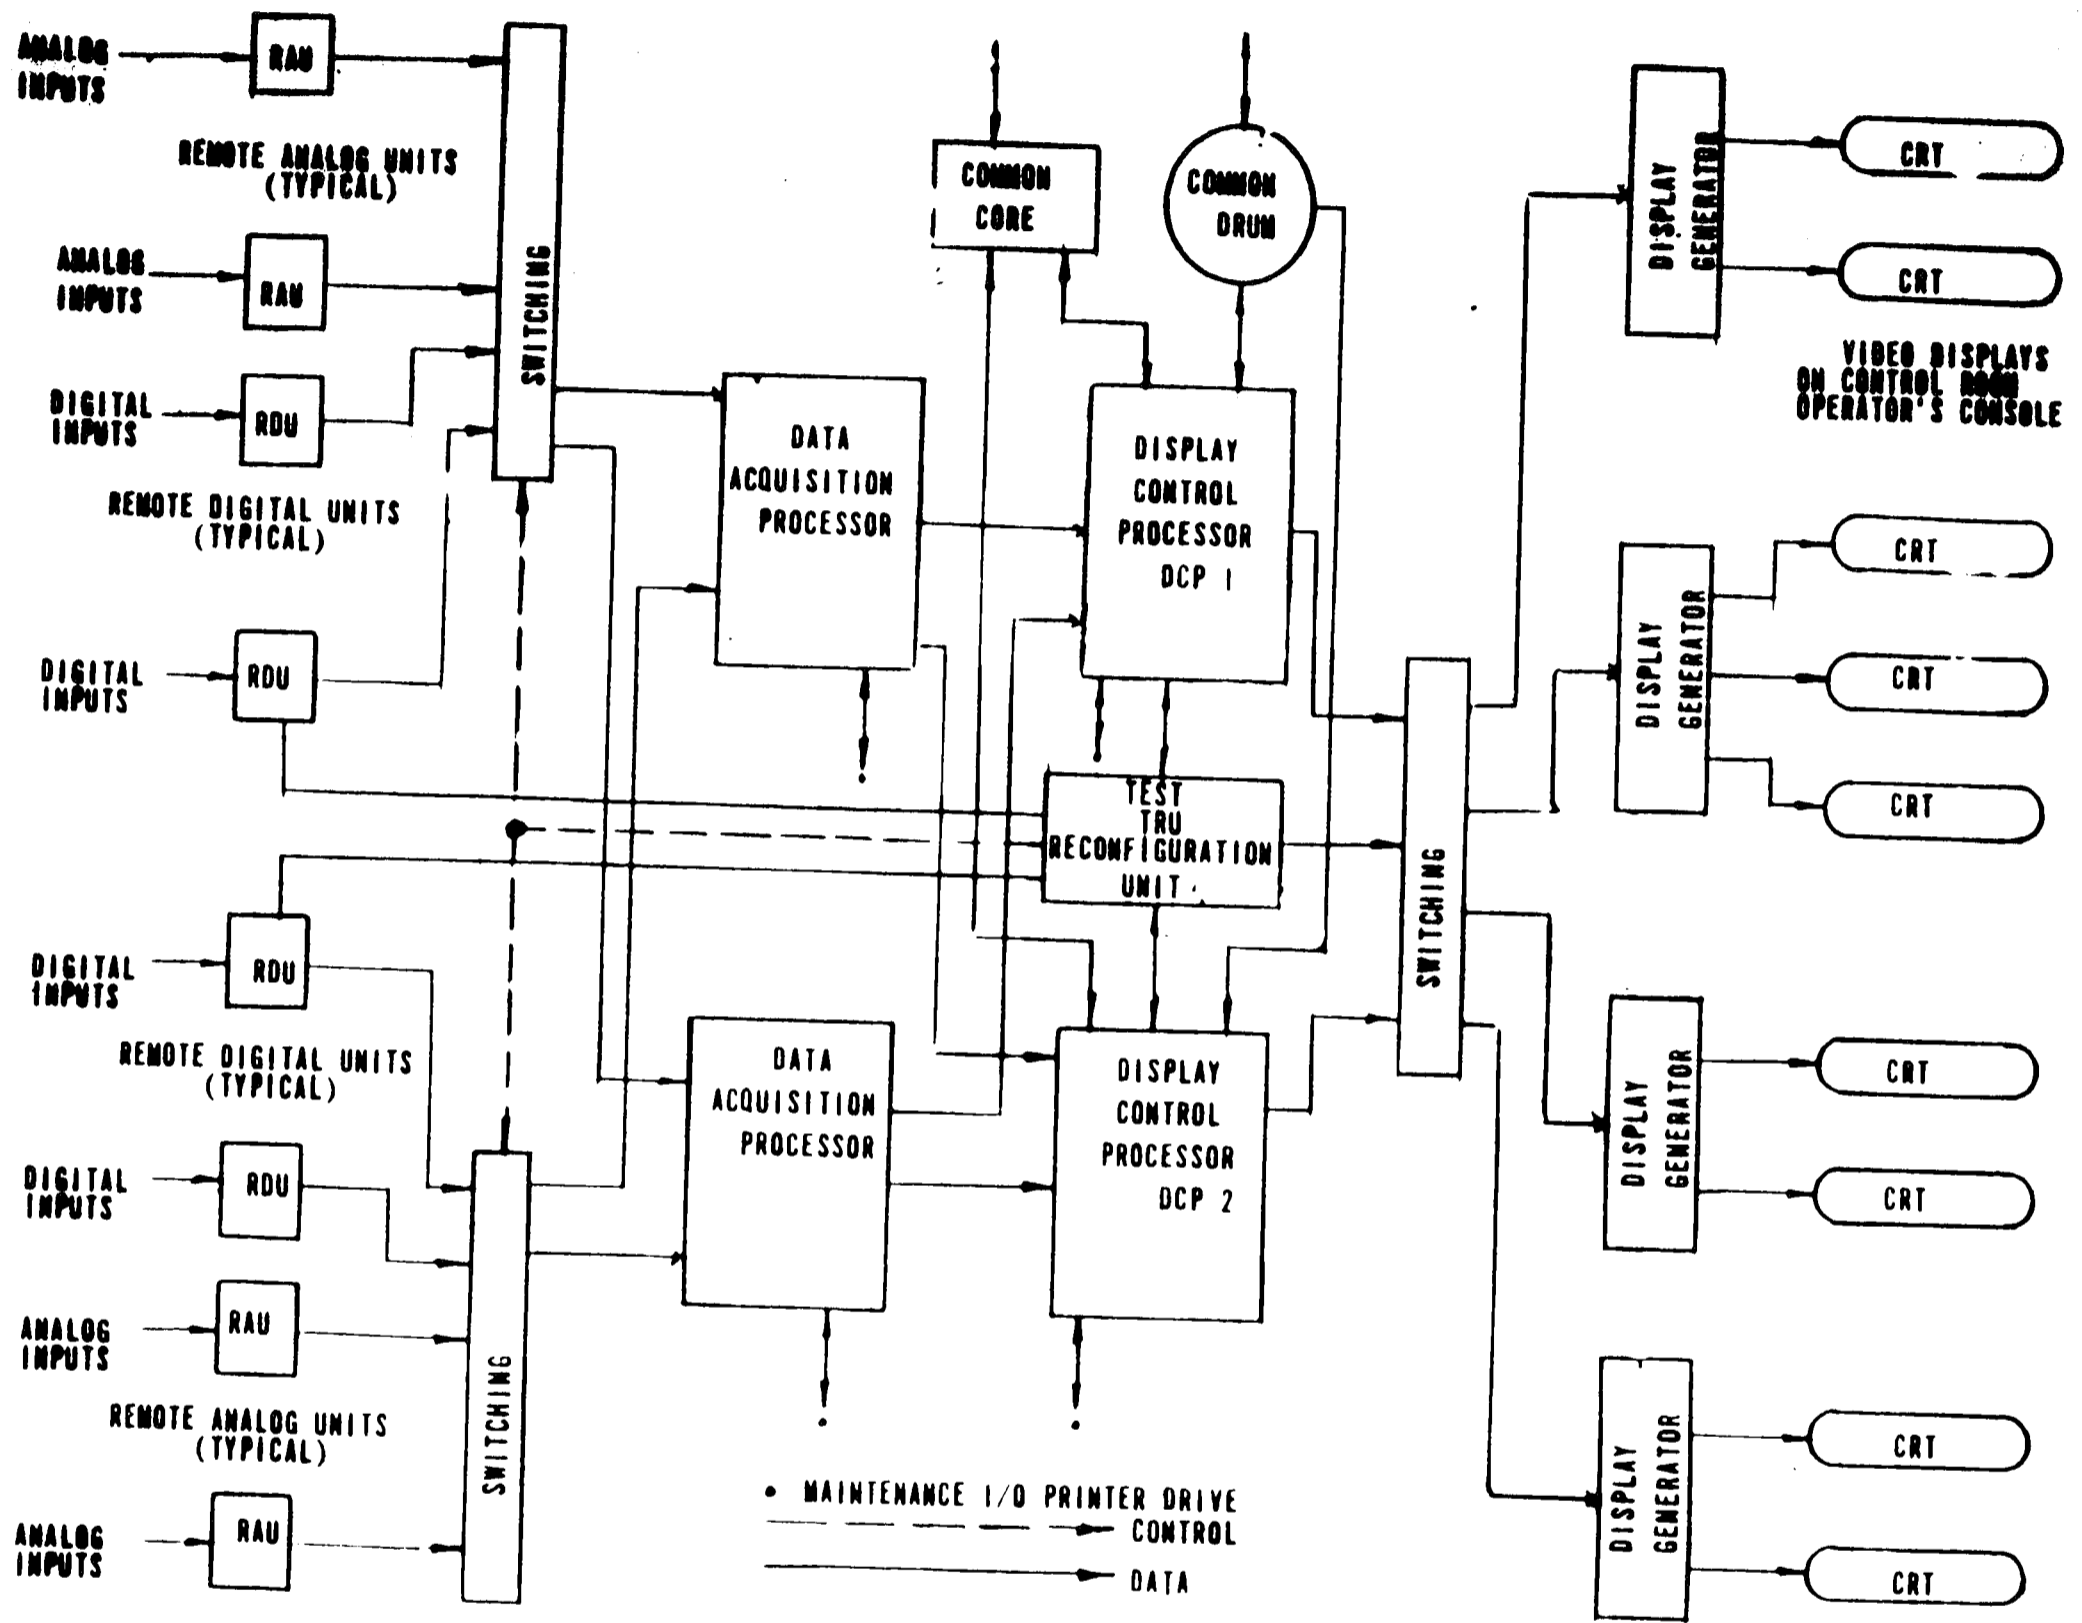 ANALOG
INPUTS
RAU
REMOTE ANALOG UNITS
(TYPICAL)
ANALOG
INPUTS
RAU
DIGITAL
INPUTS
RDU
REMOTE DIGITAL UNITS
(TYPICAL)
DIGITAL
INPUTS
RDU
DIGITAL
INPUTS
RDU
REMOTE DIGITAL UNITS
(TYPICAL)
DIGITAL
INPUTS
RDU
ANALOG
INPUTS
RAU
REMOTE ANALOG UNITS
(TYPICAL)
ANALOG
INPUTS
RAU
SWITCHING
SWITCHING
DATA
ACQUISITION
PROCESSOR
DATA
ACQUISITION
PROCESSOR
COMMON
CORE
COMMON
DRUM
DISPLAY
CONTROL
PROCESSOR
DCP 1
TEST
TRU
RECONFIGURATION
UNIT
DISPLAY
CONTROL
PROCESSOR
DCP 2
SWITCHING
DISPLAY
GENERATOR
CRT
CRT
VIDEO DISPLAYS
ON CONTROL ROOM
OPERATOR'S CONSOLE
DISPLAY
GENERATOR
CRT
CRT
CRT
DISPLAY
GENERATOR
CRT
CRT
DISPLAY
GENERATOR
CRT
CRT
• MAINTENANCE I/O PRINTER DRIVE
CONTROL
DATA